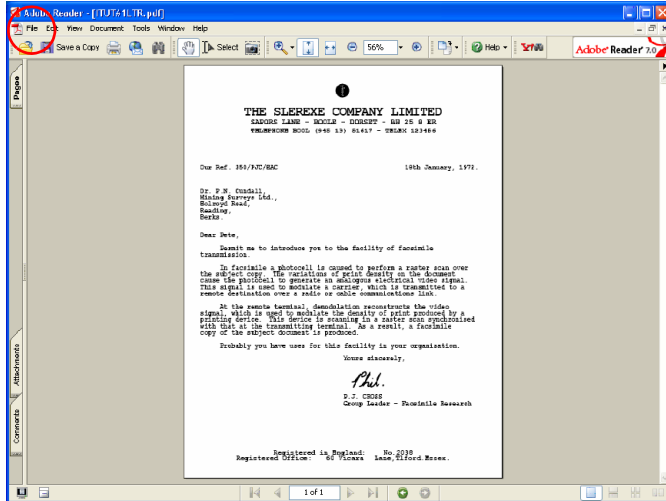 Adobe Reader - [ITUT41LTR.pdf]
File Edit View Document Tools Window Help
Save a Copy Select 56% Help Y!
Adobe Reader 7.0
Pages
THE SLEREXE COMPANY LIMITED
SAPORS LANE - BOOLE - DORSET - BH 25 8 ER
TELEPHONE BOOL (945 13) 51617 - TELEX 123456
Our Ref. 350/PJC/EAC 18th January, 1972.
Dr. P.N. Cundall,
Mining Surveys Ltd.,
Holroyd Road,
Reading,
Berks.
Dear Pete,
Permit me to introduce you to the facility of facsimile
transmission.
In facsimile a photocell is caused to perform a raster scan over
the subject copy. The variations of print density on the document
cause the photocell to generate an analogous electrical video signal.
This signal is used to modulate a carrier, which is transmitted to a
remote destination over a radio or cable communications link.
At the remote terminal, demodulation reconstructs the video
signal, which is used to modulate the density of print produced by a
printing device. This device is scanning in a raster scan synchronised
with that at the transmitting terminal. As a result, a facsimile
copy of the subject document is produced.
Probably you have uses for this facility in your organisation.
Yours sincerely,
Phil.
P.J. CROSS
Group Leader - Facsimile Research
Registered in England: No. 2038
Registered Office: 60 Vicara Lane, Ilford. Essex.
Attachments
Comments
1 of 1